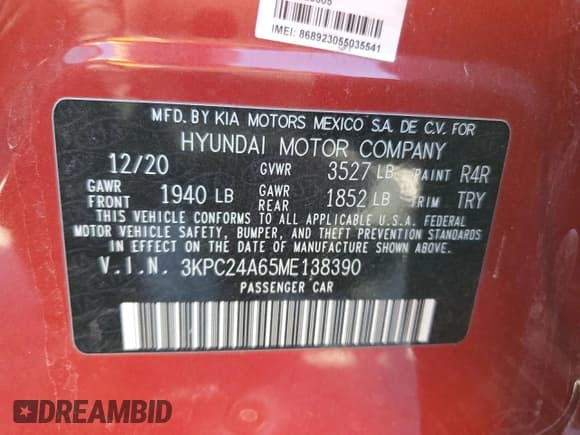 IMEI: 868923055035541
MFD. BY KIA MOTORS MEXICO S.A. DE C.V. FOR
HYUNDAI MOTOR COMPANY
12/20 GVWR 3527 LB PAINT R4R
GAWR FRONT 1940 LB GAWR REAR 1852 LB TRIM TRY
THIS VEHICLE CONFORMS TO ALL APPLICABLE U.S.A. FEDERAL
MOTOR VEHICLE SAFETY, BUMPER, AND THEFT PREVENTION STANDARDS
IN EFFECT ON THE DATE OF MANUFACTURE SHOWN ABOVE.
V.I.N. 3KPC24A65ME138390
PASSENGER CAR
DREAMBID